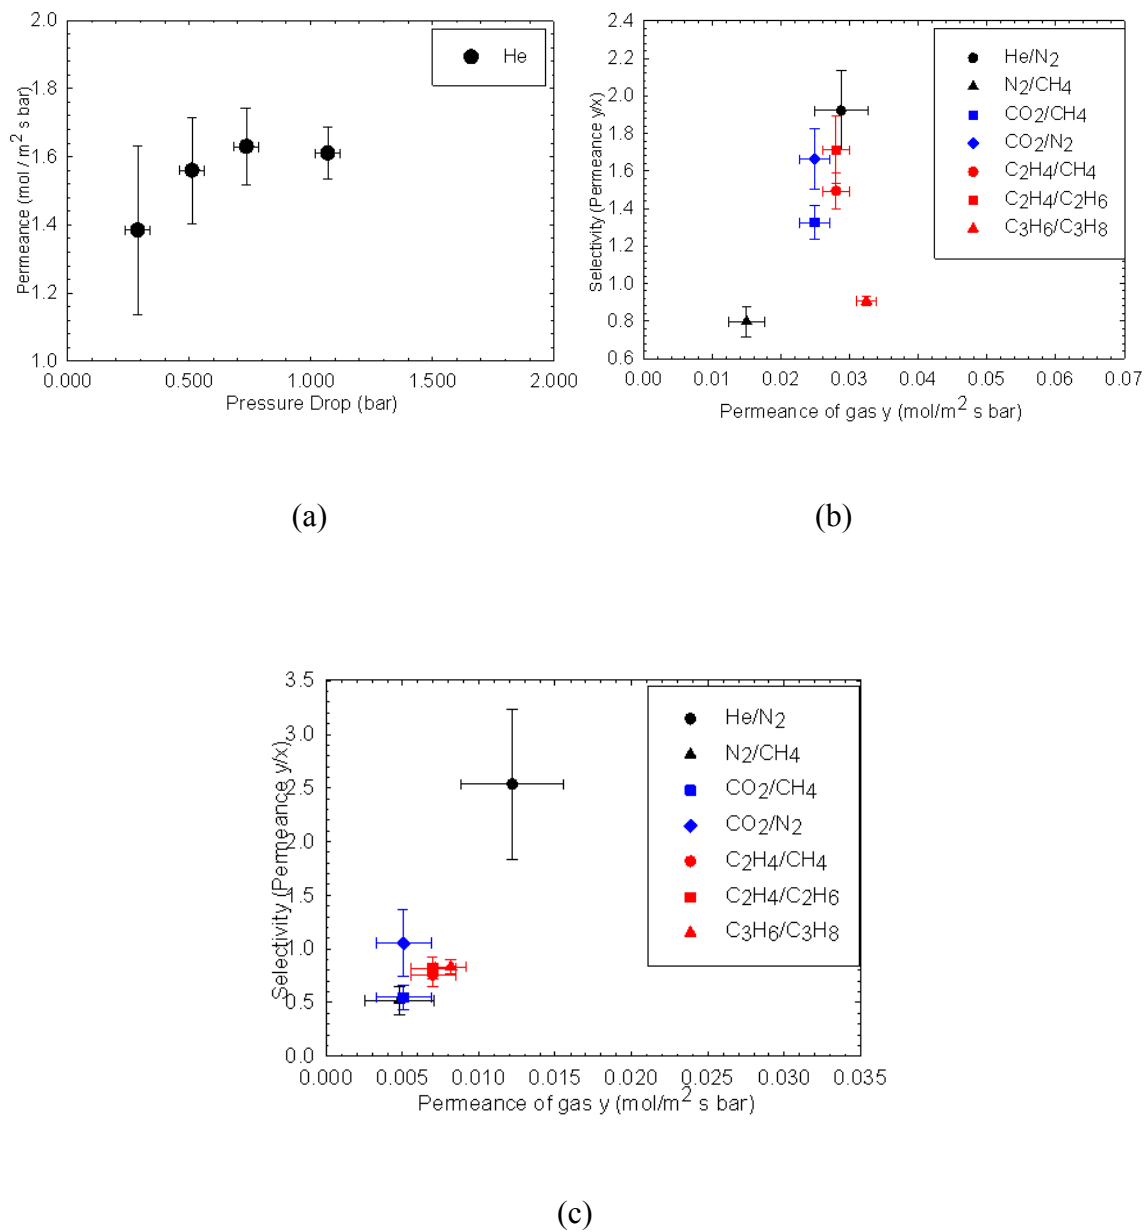 2.0
1.8
1.6
1.4
1.2
1.0
Permeance (mol / m² s bar)
He
0.000 0.500 1.000 1.500 2.000
Pressure Drop (bar)
(a)
2.4
2.2
2.0
1.8
1.6
1.4
1.2
1.0
0.8
0.6
Selectivity (Permeance y/x)
He/N2
N2/CH4
CO2/CH4
CO2/N2
C2H4/CH4
C2H4/C2H6
C3H6/C3H8
0.00 0.01 0.02 0.03 0.04 0.05 0.06 0.07
Permeance of gas y (mol/m² s bar)
(b)
3.5
3.0
2.5
2.0
1.5
1.0
0.5
0.0
Selectivity (Permeance y/x)
He/N2
N2/CH4
CO2/CH4
CO2/N2
C2H4/CH4
C2H4/C2H6
C3H6/C3H8
0.000 0.005 0.010 0.015 0.020 0.025 0.030 0.035
Permeance of gas y (mol/m² s bar)
(c)